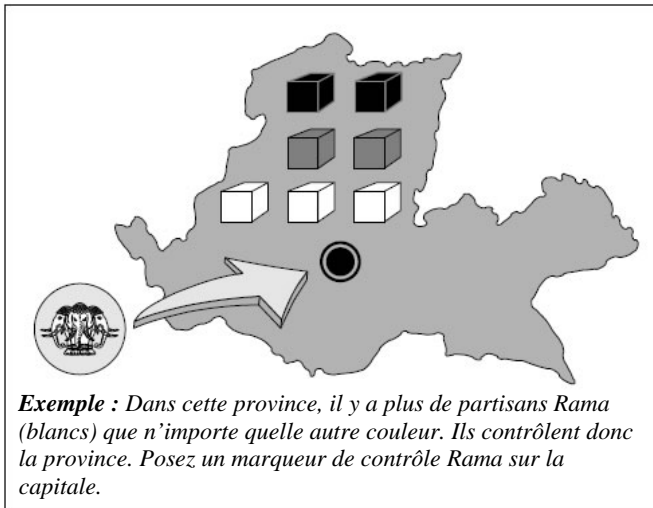 Exemple : Dans cette province, il y a plus de partisans Rama
(blancs) que n’importe quelle autre couleur. Ils contrôlent donc
la province. Posez un marqueur de contrôle Rama sur la
capitale.